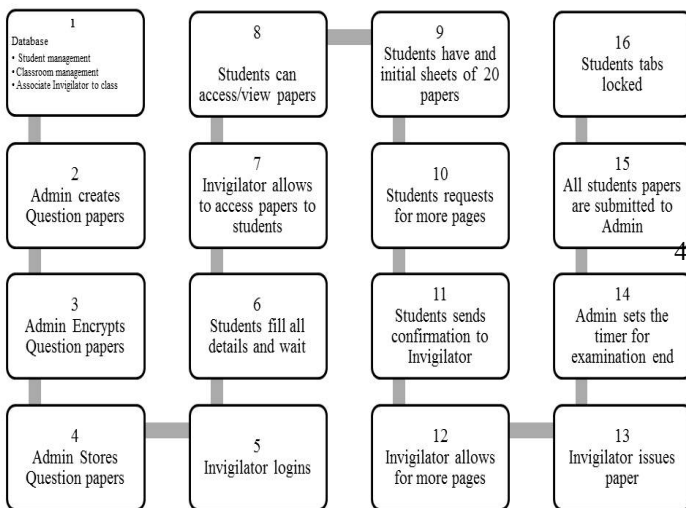 1
Database
• Student management
• Classroom management
• Associate Invigilator to class
2
Admin creates
Question papers
3
Admin Encrypts
Question papers
4
Admin Stores
Question papers
5
Invigilator logins
6
Students fill all
details and wait
7
Invigilator allows
to access papers to
students
8
Students can
access/view papers
9
Students have and
initial sheets of 20
papers
10
Students requests
for more pages
11
Students sends
confirmation to
Invigilator
12
Invigilator allows
for more pages
13
Invigilator issues
paper
14
Admin sets the
timer for
examination end
15
All students papers
are submitted to
Admin
16
Students tabs
locked
4